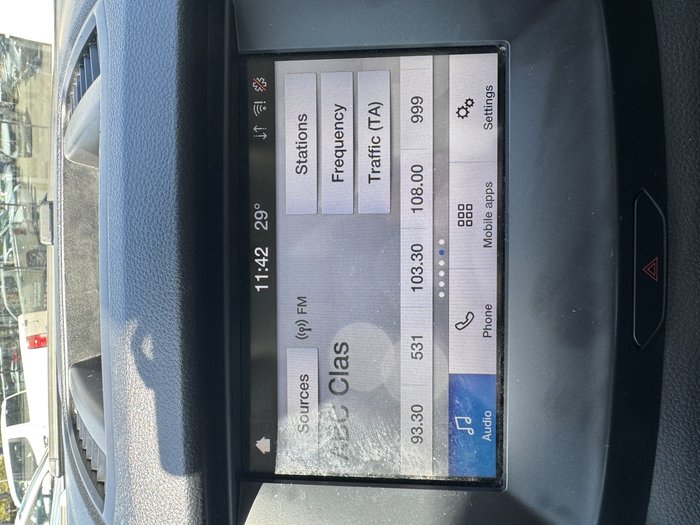 11:42 29°
Sources
FM
ABC Clas
Stations
Frequency
Traffic (TA)
93.30 531 103.30 108.00 999
Audio Phone Mobile apps Settings